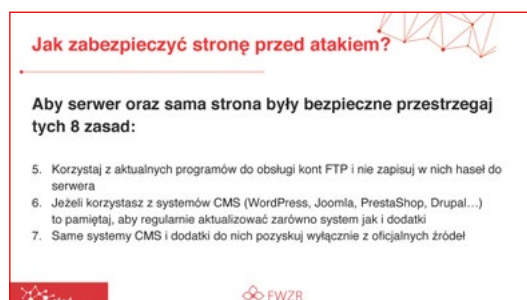 Jak zabezpieczyć stronę przed atakiem?
Aby serwer oraz sama strona były bezpieczne przestrzegaj
tych 8 zasad:
5. Korzystaj z aktualnych programów do obsługi kont FTP i nie zapisuj w nich haseł do
serwera
6. Jeżeli korzystasz z systemów CMS (WordPress, Joomla, PrestaShop, Drupal…)
to pamiętaj, aby regularnie aktualizować zarówno system jak i dodatki
7. Same systemy CMS i dodatki do nich pozyskuj wyłącznie z oficjalnych źródeł
FWZR